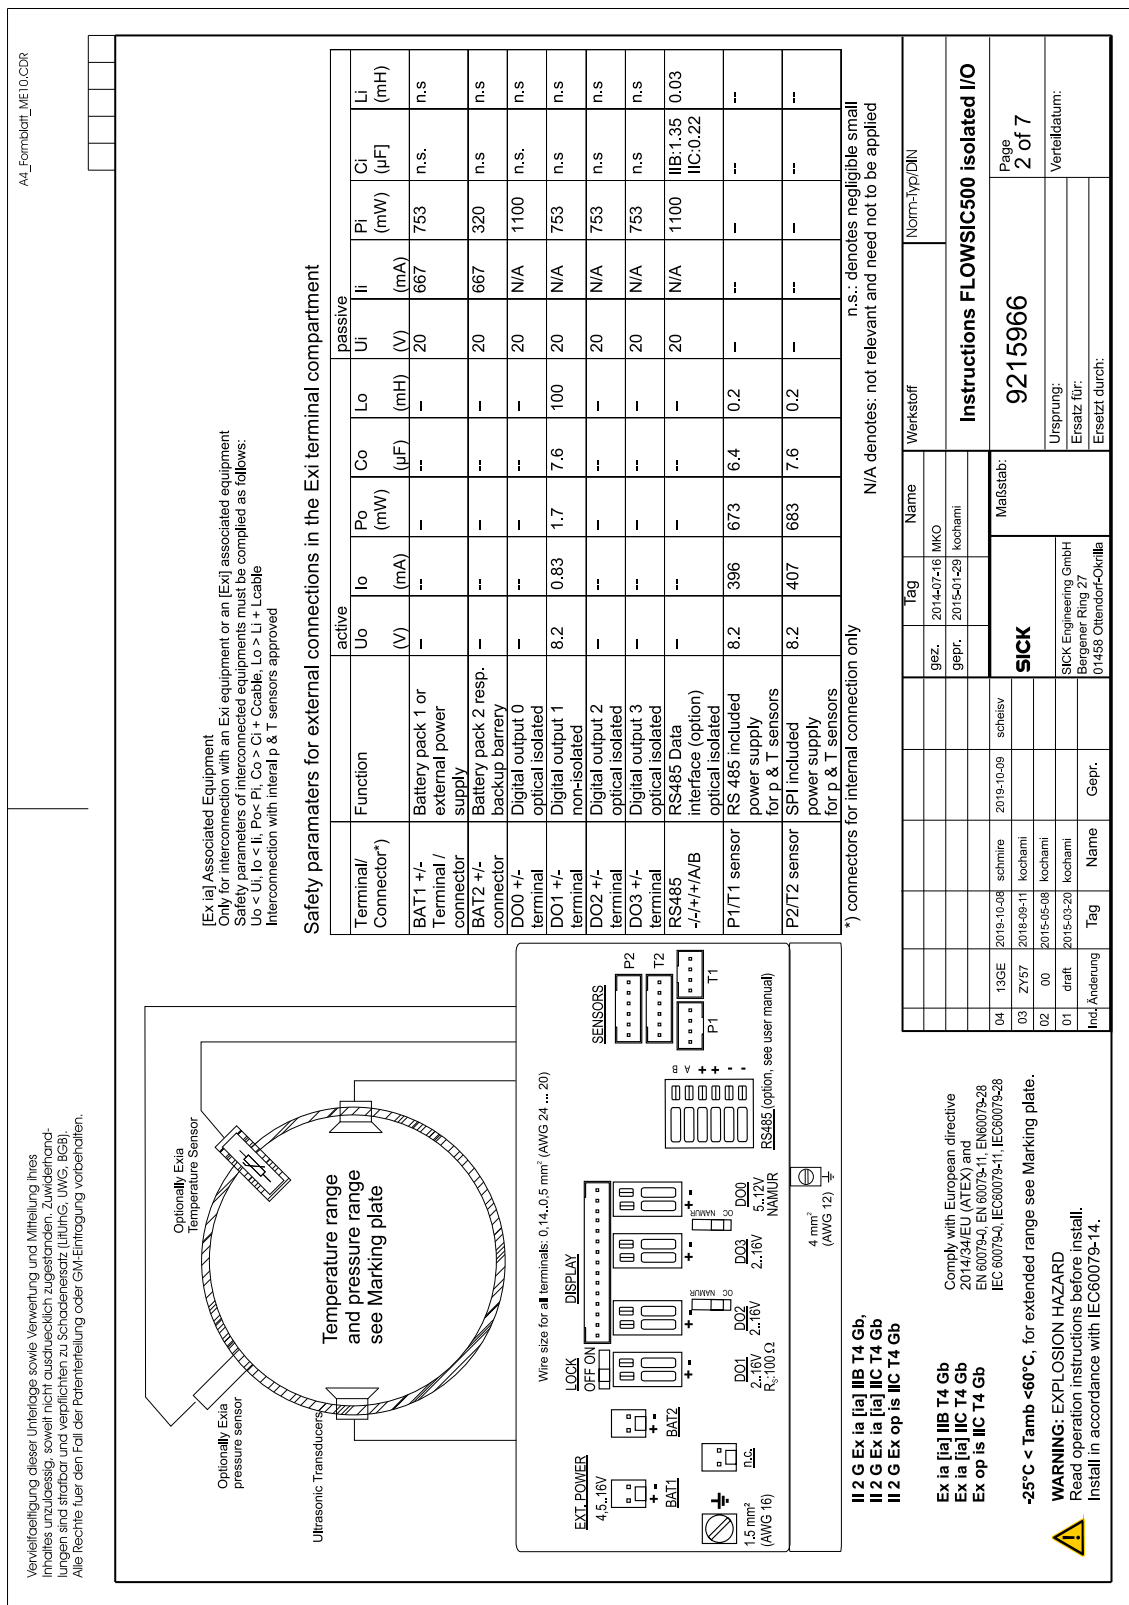 Vervielfaeltigung dieser Unterlage sowie Verwertung und Mitteilung ihres
Inhaltes unzulaessig, soweit nicht ausdruecklich zugestanden. Zuwiderhand-
lungen sind strafbar und verpflichten zu Schadenersatz (LitUrhG, UWG, BGB).
Alle Rechte fuer den Fall der Patenterteilung oder GM-Eintragung vorbehalten.
A4_Formblatt_ME10.CDR
Optionally Exia
Temperature Sensor
Optionally Exia
pressure sensor
Ultrasonic Transducers
Temperature range
and pressure range
see Marking plate
[Ex ia] Associated Equipment
Only for interconnection with an Exi equipment or an [Exi] associated equipment
Safety parameters of interconnected equipments must be complied as follows:
Uo < Ui, Io < Ii, Po< Pi, Co > Ci + Ccable, Lo > Li + Lcable
Interconnection with interal p & T sensors approved
Safety paramaters for external connections in the Exi terminal compartment
active passive
Terminal/ Connector*) Function Uo (V) Io (mA) Po (mW) Co (µF) Lo (mH) Ui (V) Ii (mA) Pi (mW) Ci (µF] Li (mH)
BAT1 +/- Terminal / connector Battery pack 1 or external power supply -- -- -- -- -- 20 667 753 n.s. n.s
BAT2 +/- connector Battery pack 2 resp. backup barrery -- -- -- -- -- 20 667 320 n.s n.s
DO0 +/- terminal Digital output 0 optical isolated -- -- -- -- -- 20 N/A 1100 n.s. n.s
DO1 +/- terminal Digital output 1 non-isolated 8.2 0.83 1.7 7.6 100 20 N/A 753 n.s n.s
DO2 +/- terminal Digital output 2 optical isolated -- -- -- -- -- 20 N/A 753 n.s n.s
DO3 +/- terminal Digital output 3 optical isolated -- -- -- -- -- 20 N/A 753 n.s n.s
RS485 -/-/+/+/A/B RS485 Data interface (option) optical isolated -- -- -- -- -- 20 N/A 1100 IIB:1.35 IIC:0.22 0.03
P1/T1 sensor RS 485 included power supply for p & T sensors 8.2 396 673 6.4 0.2 -- -- -- -- --
P2/T2 sensor SPI included power supply for p & T sensors 8.2 407 683 7.6 0.2 -- -- -- -- --
*) connectors for internal connection only
n.s.: denotes negligible small
N/A denotes: not relevant and need not to be applied
Wire size for all terminals: 0,14..0,5 mm² (AWG 24 ... 20)
EXT. POWER
4,5..16V
+ -
BAT1
+ -
BAT2
LOCK
OFF ON
DISPLAY
SENSORS
P2
T2
P1
T1
+ -
DO1
2..16V
Rs:100 Ω
+ -
OC
NAMUR
DO2
2..16V
+ -
DO3
2..16V
OC
NAMUR
+ -
DO0
5..12V
NAMUR
B
A
+
+
-
-
RS485 (option, see user manual)
1,5 mm²
(AWG 16)
n.c.
4 mm²
(AWG 12)
II 2 G Ex ia [ia] IIB T4 Gb,
II 2 G Ex ia [ia] IIC T4 Gb
II 2 G Ex op is IIC T4 Gb
Ex ia [ia] IIB T4 Gb
Ex ia [ia] IIC T4 Gb
Ex op is IIC T4 Gb
Comply with European directive
2014/34/EU (ATEX) and
EN 60079-0, EN 60079-11, EN60079-28
IEC 60079-0, IEC60079-11, IEC60079-28
-25°C < Tamb <60°C, for extended range see Marking plate.
WARNING: EXPLOSION HAZARD
Read operation instructions before install.
Install in accordance with IEC60079-14.
04 13GE 2019-10-08 schmire 2019-10-09 scheisv
03 ZY57 2018-09-11 kochami
02 00 2015-05-08 kochami
01 draft 2015-03-20 kochami
Ind. Änderung Tag Name Gepr.
Tag Name
gez. 2014-07-16 MKO
gepr. 2015-01-29 kochami
Werkstoff
Norm-Typ/DIN
Instructions FLOWSIC500 isolated I/O
SICK
Maßstab:
9215966
Page
2 of 7
SICK Engineering GmbH
Bergener Ring 27
01458 Ottendorf-Okrilla
Ursprung:
Ersatz für:
Ersetzt durch:
Verteildatum: